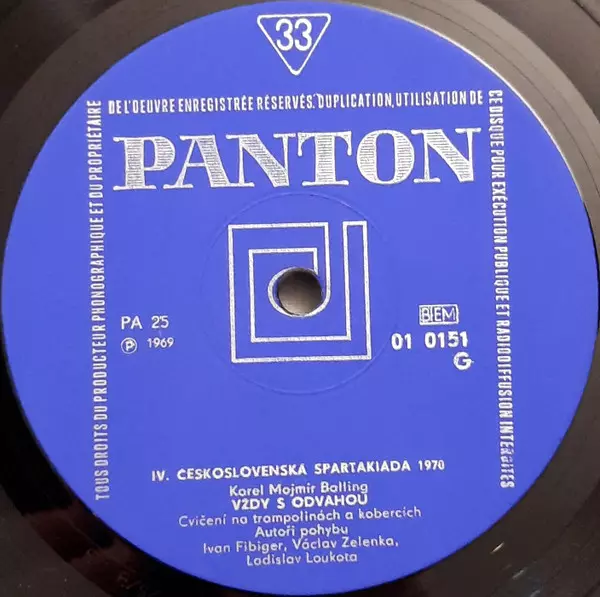 33
TOUS DROITS DU PRODUCTEUR PHONOGRAPHIQUE ET DU PROPRIÉTAIRE
DE L'OEUVRE ENREGISTRÉE RÉSERVÉS. DUPLICATION, UTILISATION DE
CE DISQUE POUR EXÉCUTION PUBLIQUE ET RADIODIFFUSION INTERDITES
PANTON
PA 25
℗ 1969
BIEM
01 0151
G
IV. ČESKOSLOVENSKÁ SPARTAKIÁDA 1970
Karel Mojmír Balling
VŽDY S ODVAHOU
Cvičení na trampolínách a kobercích
Autoři pohybu
Ivan Fibiger, Václav Zelenka,
Ladislav Loukota